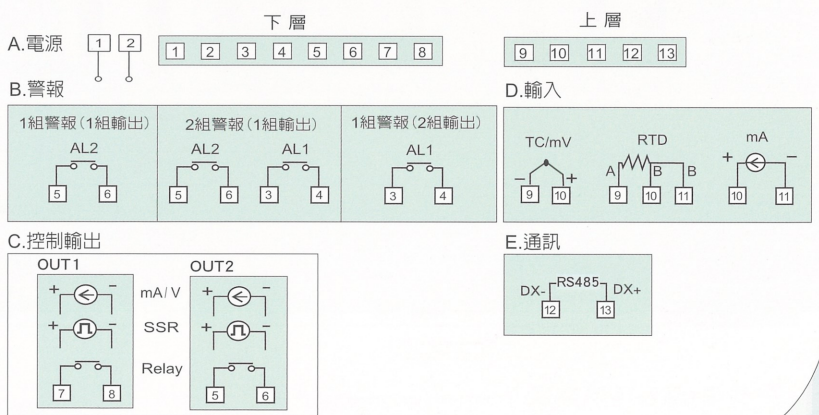 下層
上層
A.電源
1 2
1 2 3 4 5 6 7 8
9 10 11 12 13
B.警報
D.輸入
1組警報(1組輸出)
AL2
5 6
2組警報(1組輸出)
AL2 AL1
5 6 3 4
1組警報(2組輸出)
AL1
3 4
TC/mV
- +
9 10
RTD
A B B
9 10 11
mA
+ -
10 11
C.控制輸出
OUT1 OUT2
+ - mA/V + -
+ - SSR + -
Relay
7 8 5 6
E.通訊
DX- RS485 DX+
12 13